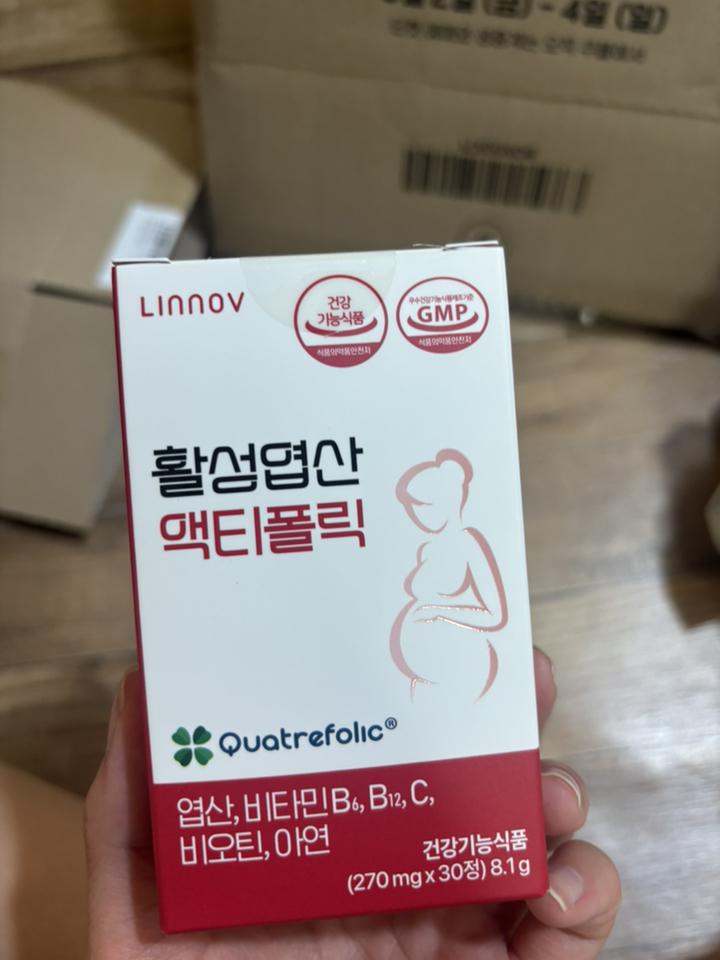 LINNOV
건강
기능식품
식품의약품안전처
우수건강기능식품제조기준
GMP
식품의약품안전처
활성엽산
액티폴릭
Quatrefolic®
엽산, 비타민B6, B12, C,
비오틴, 아연
건강기능식품
(270 mg x 30정) 8.1 g